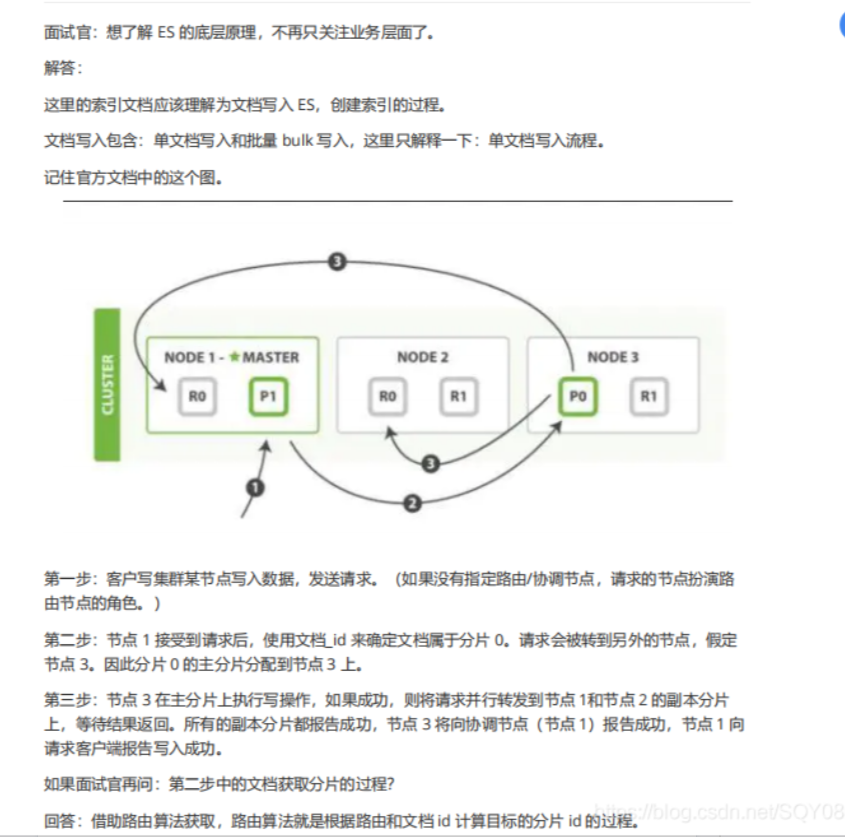 面试官：想了解 ES 的底层原理，不再只关注业务层面了。
解答：
这里的索引文档应该理解为文档写入 ES，创建索引的过程。
文档写入包含：单文档写入和批量 bulk 写入，这里只解释一下：单文档写入流程。
记住官方文档中的这个图。
3
CLUSTER
NODE 1 - ★ MASTER
R0 P1
NODE 2
R0 R1
NODE 3
P0 R1
3
1
2
第一步：客户写集群某节点写入数据，发送请求。（如果没有指定路由/协调节点，请求的节点扮演路
由节点的角色。）
第二步：节点 1 接受到请求后，使用文档_id 来确定文档属于分片 0。请求会被转到另外的节点，假定
节点 3。因此分片 0 的主分片分配到节点 3 上。
第三步：节点 3 在主分片上执行写操作，如果成功，则将请求并行转发到节点 1和节点 2 的副本分片
上，等待结果返回。所有的副本分片都报告成功，节点 3 将向协调节点（节点 1）报告成功，节点 1 向
请求客户端报告写入成功。
如果面试官再问：第二步中的文档获取分片的过程？
回答：借助路由算法获取，路由算法就是根据路由和文档 id 计算目标的分片 id 的过程。
https://blog.csdn.net/SQY08